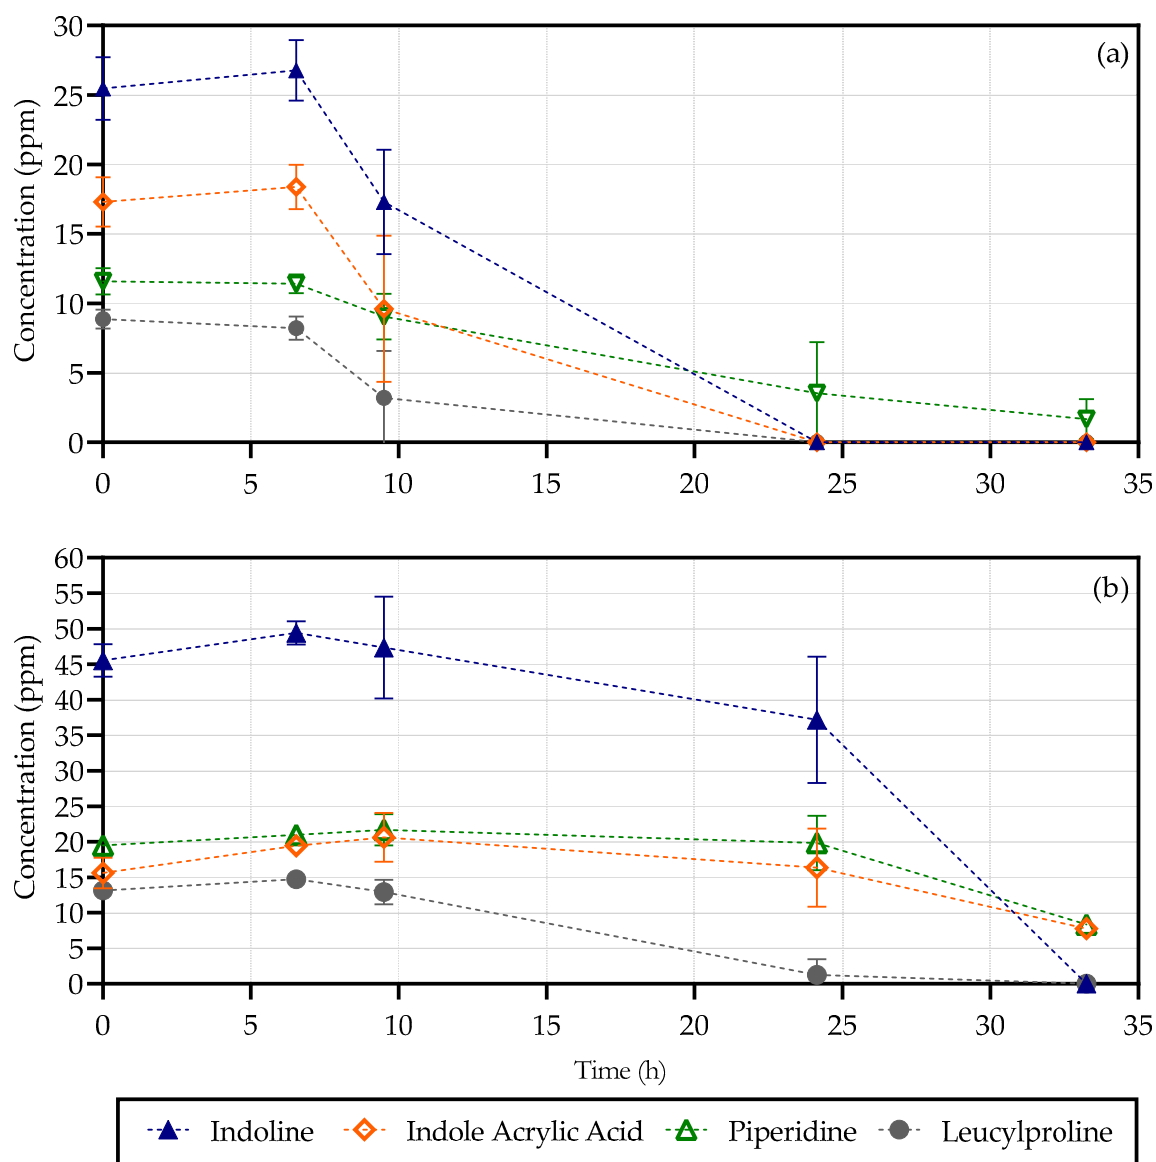 30
(a)
25
20
15
10
5
0
Concentration (ppm)
0 5 10 15 20 25 30 35
60
(b)
55
50
45
40
35
30
25
20
15
10
5
0
Concentration (ppm)
0 5 10 15 20 25 30 35
Time (h)
Indoline Indole Acrylic Acid Piperidine Leucylproline